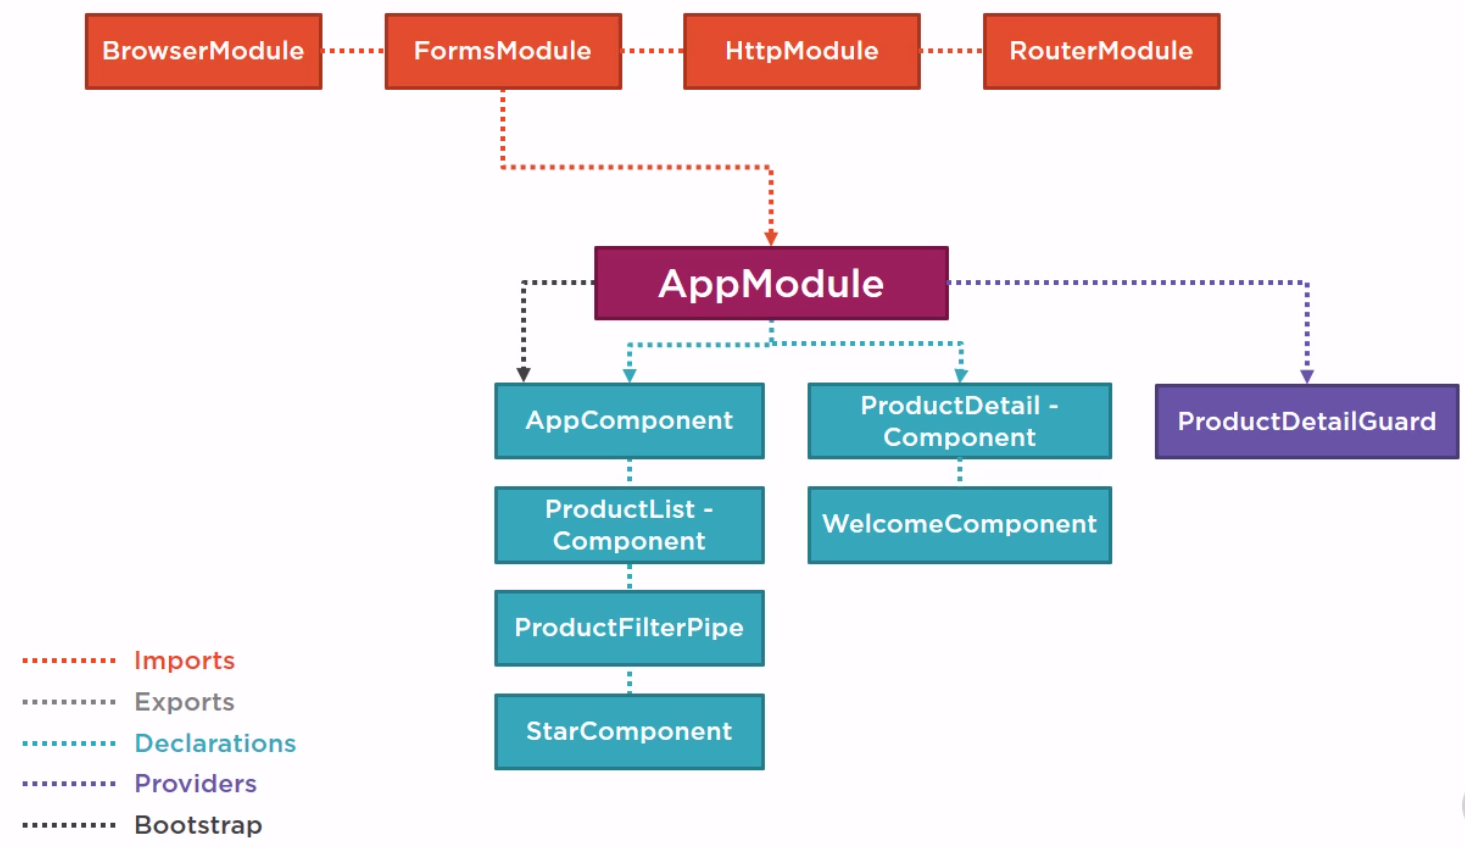 BrowserModule
FormsModule
HttpModule
RouterModule
AppModule
AppComponent
ProductDetail -
Component
ProductDetailGuard
ProductList -
Component
WelcomeComponent
ProductFilterPipe
StarComponent
Imports
Exports
Declarations
Providers
Bootstrap